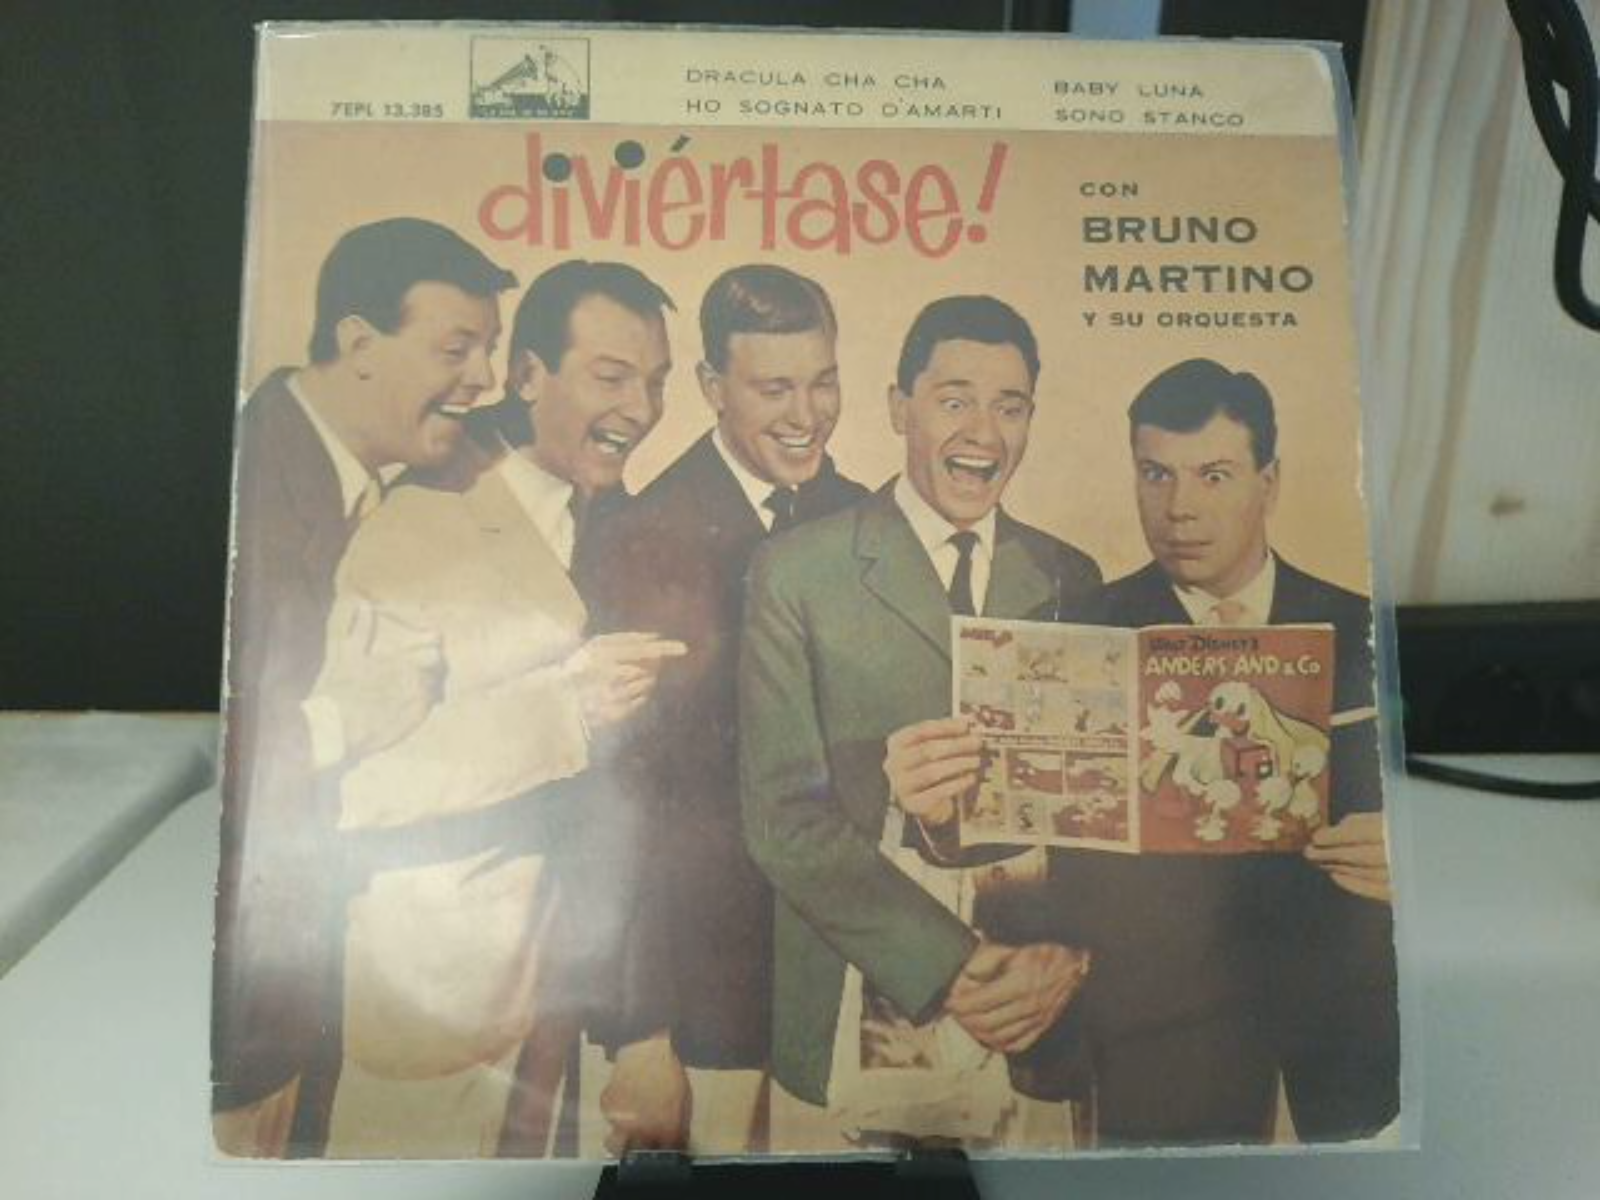 7EPL 13.385
DRACULA CHA CHA
HO SOGNATO D'AMARTI
BABY LUNA
SONO STANCO
diviértase!
CON
BRUNO
MARTINO
Y SU ORQUESTA
WALT DISNEY'S
ANDERS AND & Co